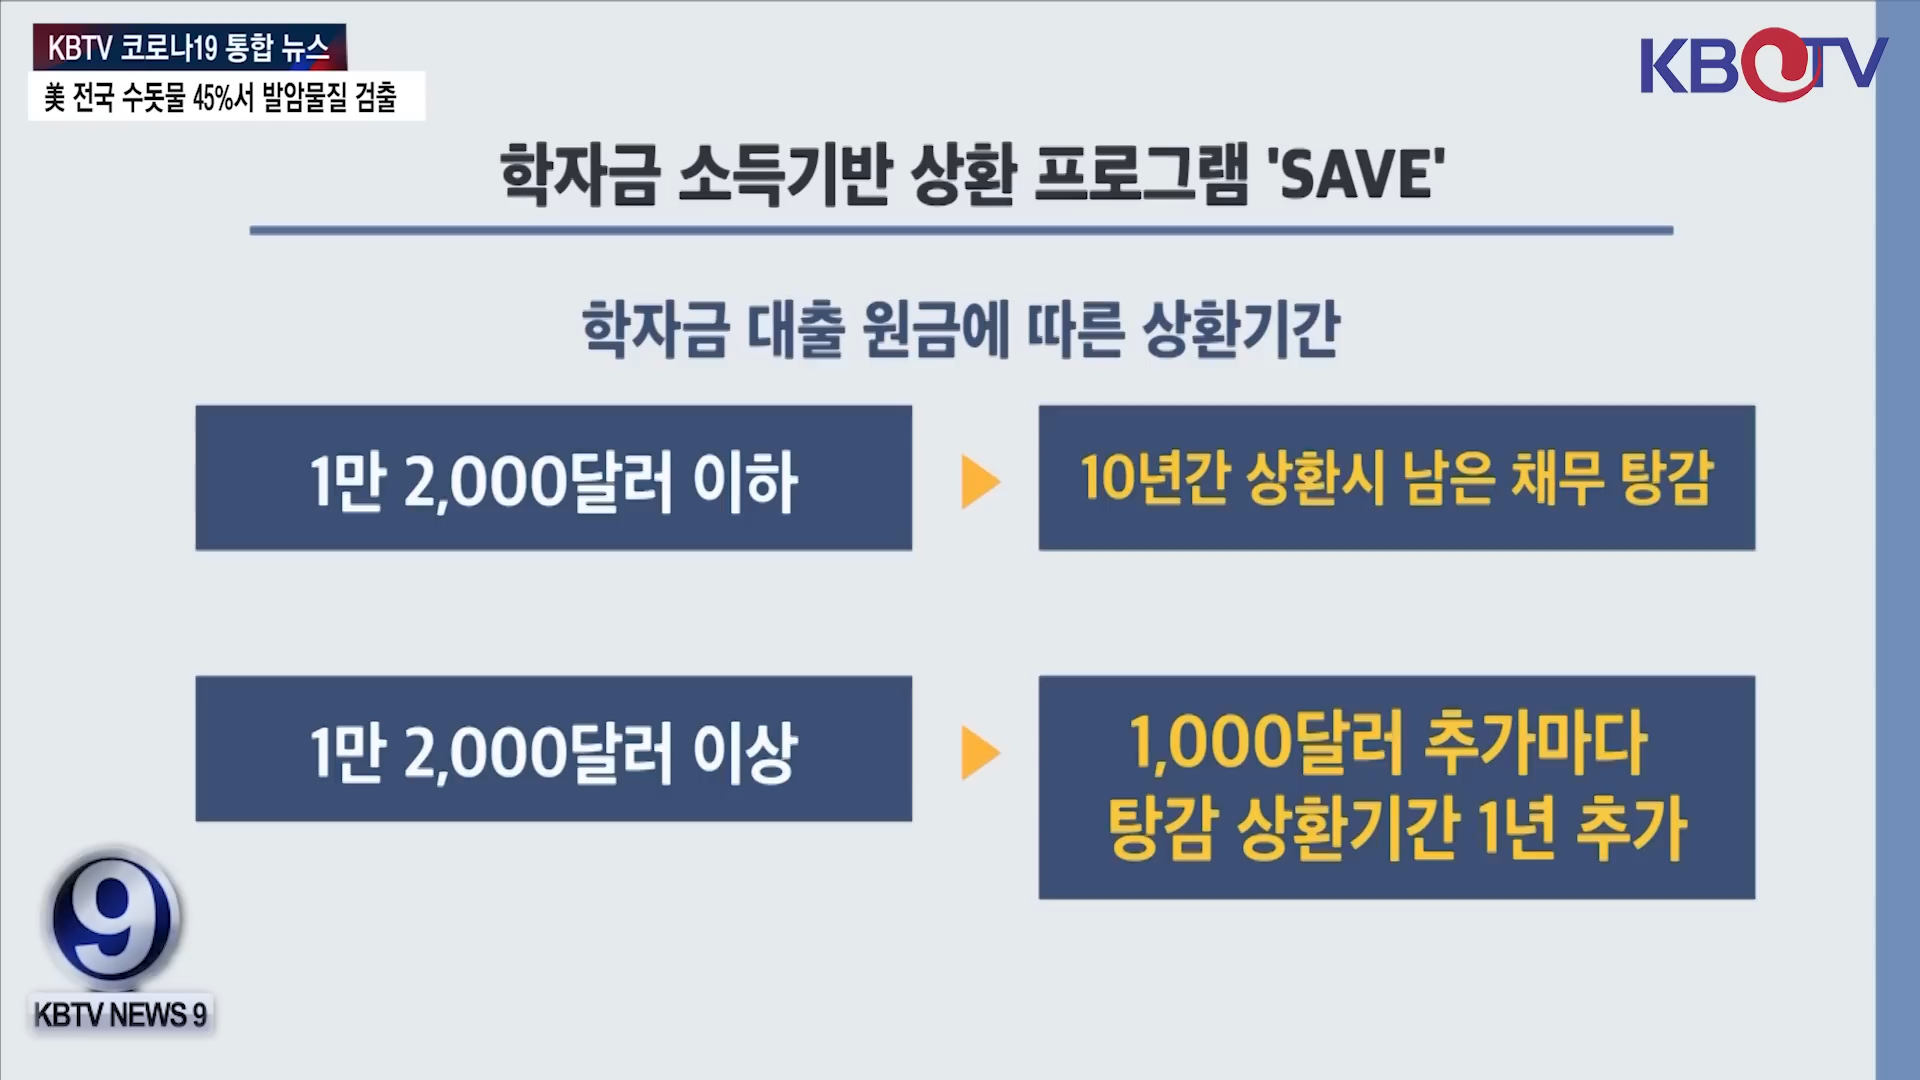 KBTV 코로나19 통합 뉴스
美 전국 수돗물 45%서 발암물질 검출
KBTV
학자금 소득기반 상환 프로그램 'SAVE'
학자금 대출 원금에 따른 상환기간
1만 2,000달러 이하
10년간 상환시 남은 채무 탕감
1만 2,000달러 이상
1,000달러 추가마다
탕감 상환기간 1년 추가
9
KBTV NEWS 9